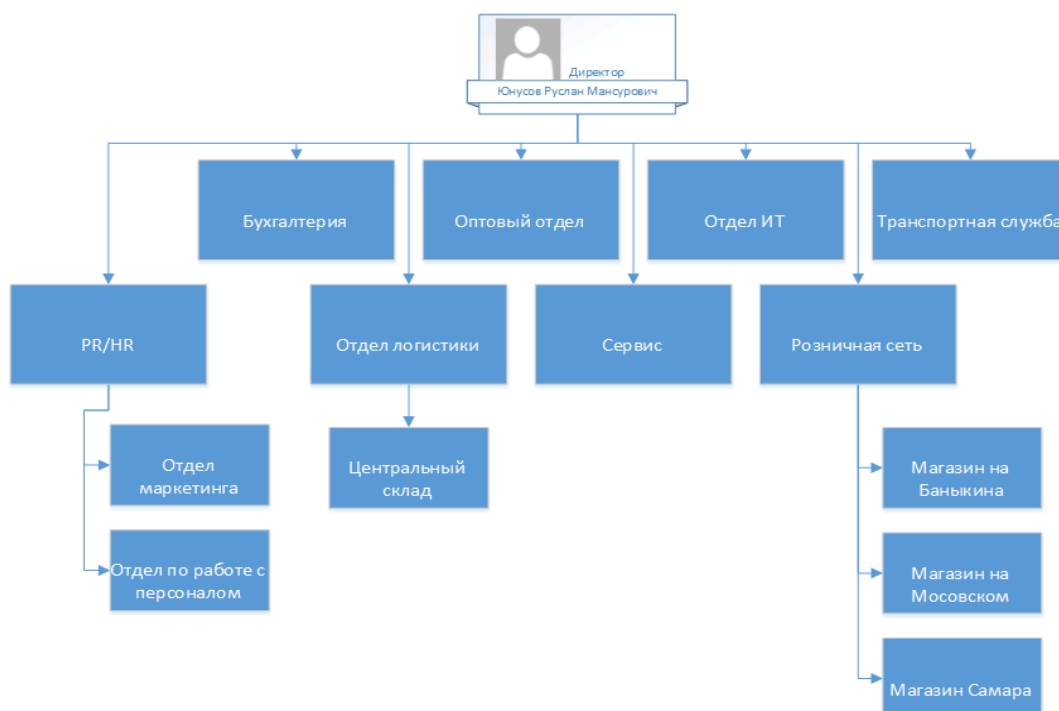 Директор
Юнусов Руслан Мансурович
Бухгалтерия
Оптовый отдел
Отдел ИТ
Транспортная служба
PR/HR
Отдел логистики
Сервис
Розничная сеть
Отдел
маркетинга
Центральный
склад
Магазин на
Баныкина
Отдел по работе с
персоналом
Магазин на
Мосовском
Магазин Самара